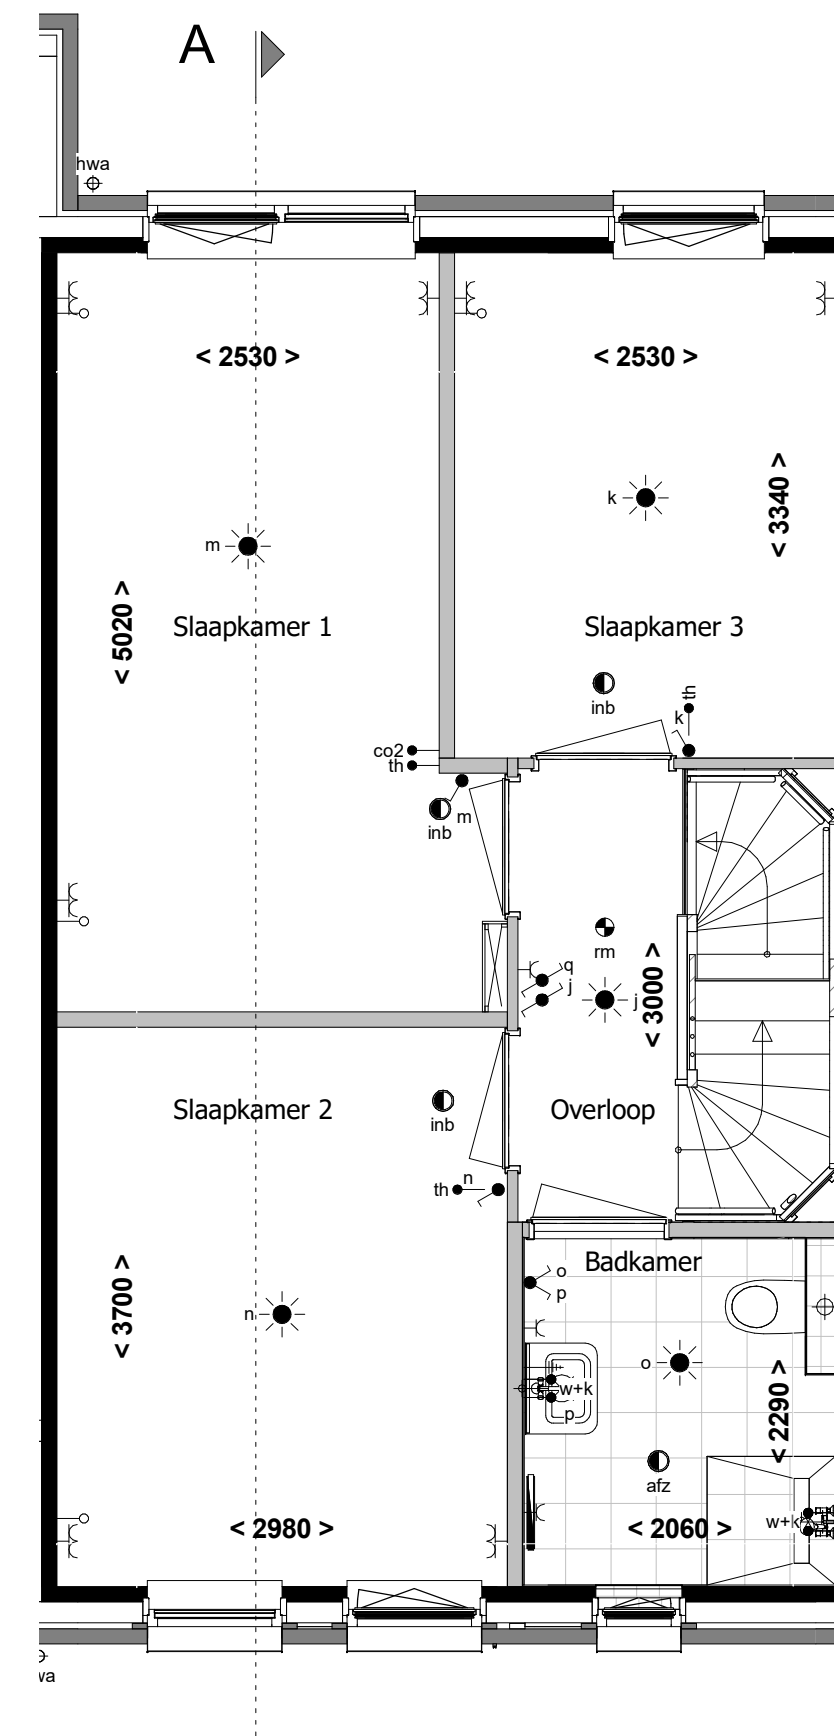 A
hwa
< 2530 >
< 2530 >
< 3340 >
k
m
< 5020 >
Slaapkamer 1
Slaapkamer 3
inb
th
k
co2
th
m
inb
rm
q
j
j
< 3000 >
Slaapkamer 2
inb
Overloop
n
th
Badkamer
o
p
< 3700 >
n
o
w+k
p
< 2290 >
afz
w+k
< 2980 >
< 2060 >
wa